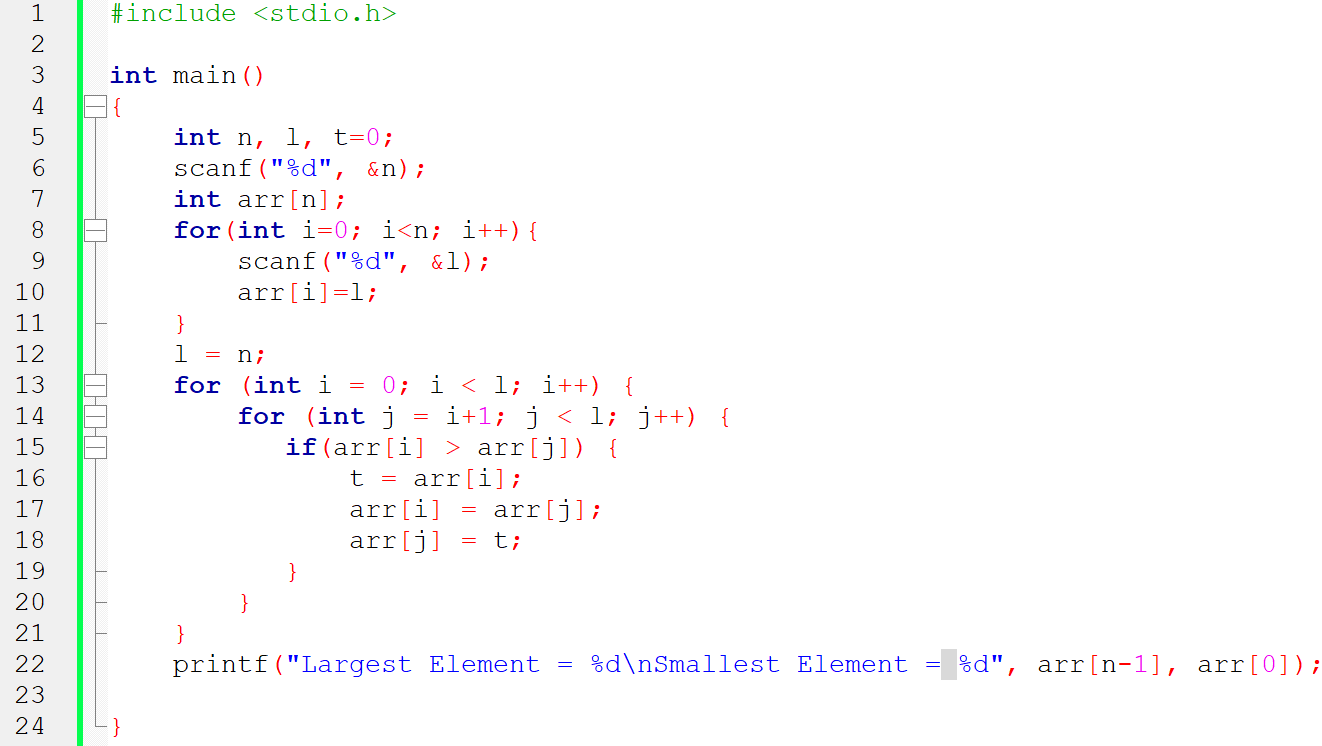 1 #include <stdio.h>
2
3 int main()
4 {
5     int n, l, t=0;
6     scanf("%d", &n);
7     int arr[n];
8     for(int i=0; i<n; i++){
9         scanf("%d", &l);
10         arr[i]=l;
11     }
12     l = n;
13     for (int i = 0; i < l; i++) {
14         for (int j = i+1; j < l; j++) {
15            if(arr[i] > arr[j]) {
16                t = arr[i];
17                arr[i] = arr[j];
18                arr[j] = t;
19            }
20         }
21     }
22     printf("Largest Element = %d\nSmallest Element = %d", arr[n-1], arr[0]);
23
24 }